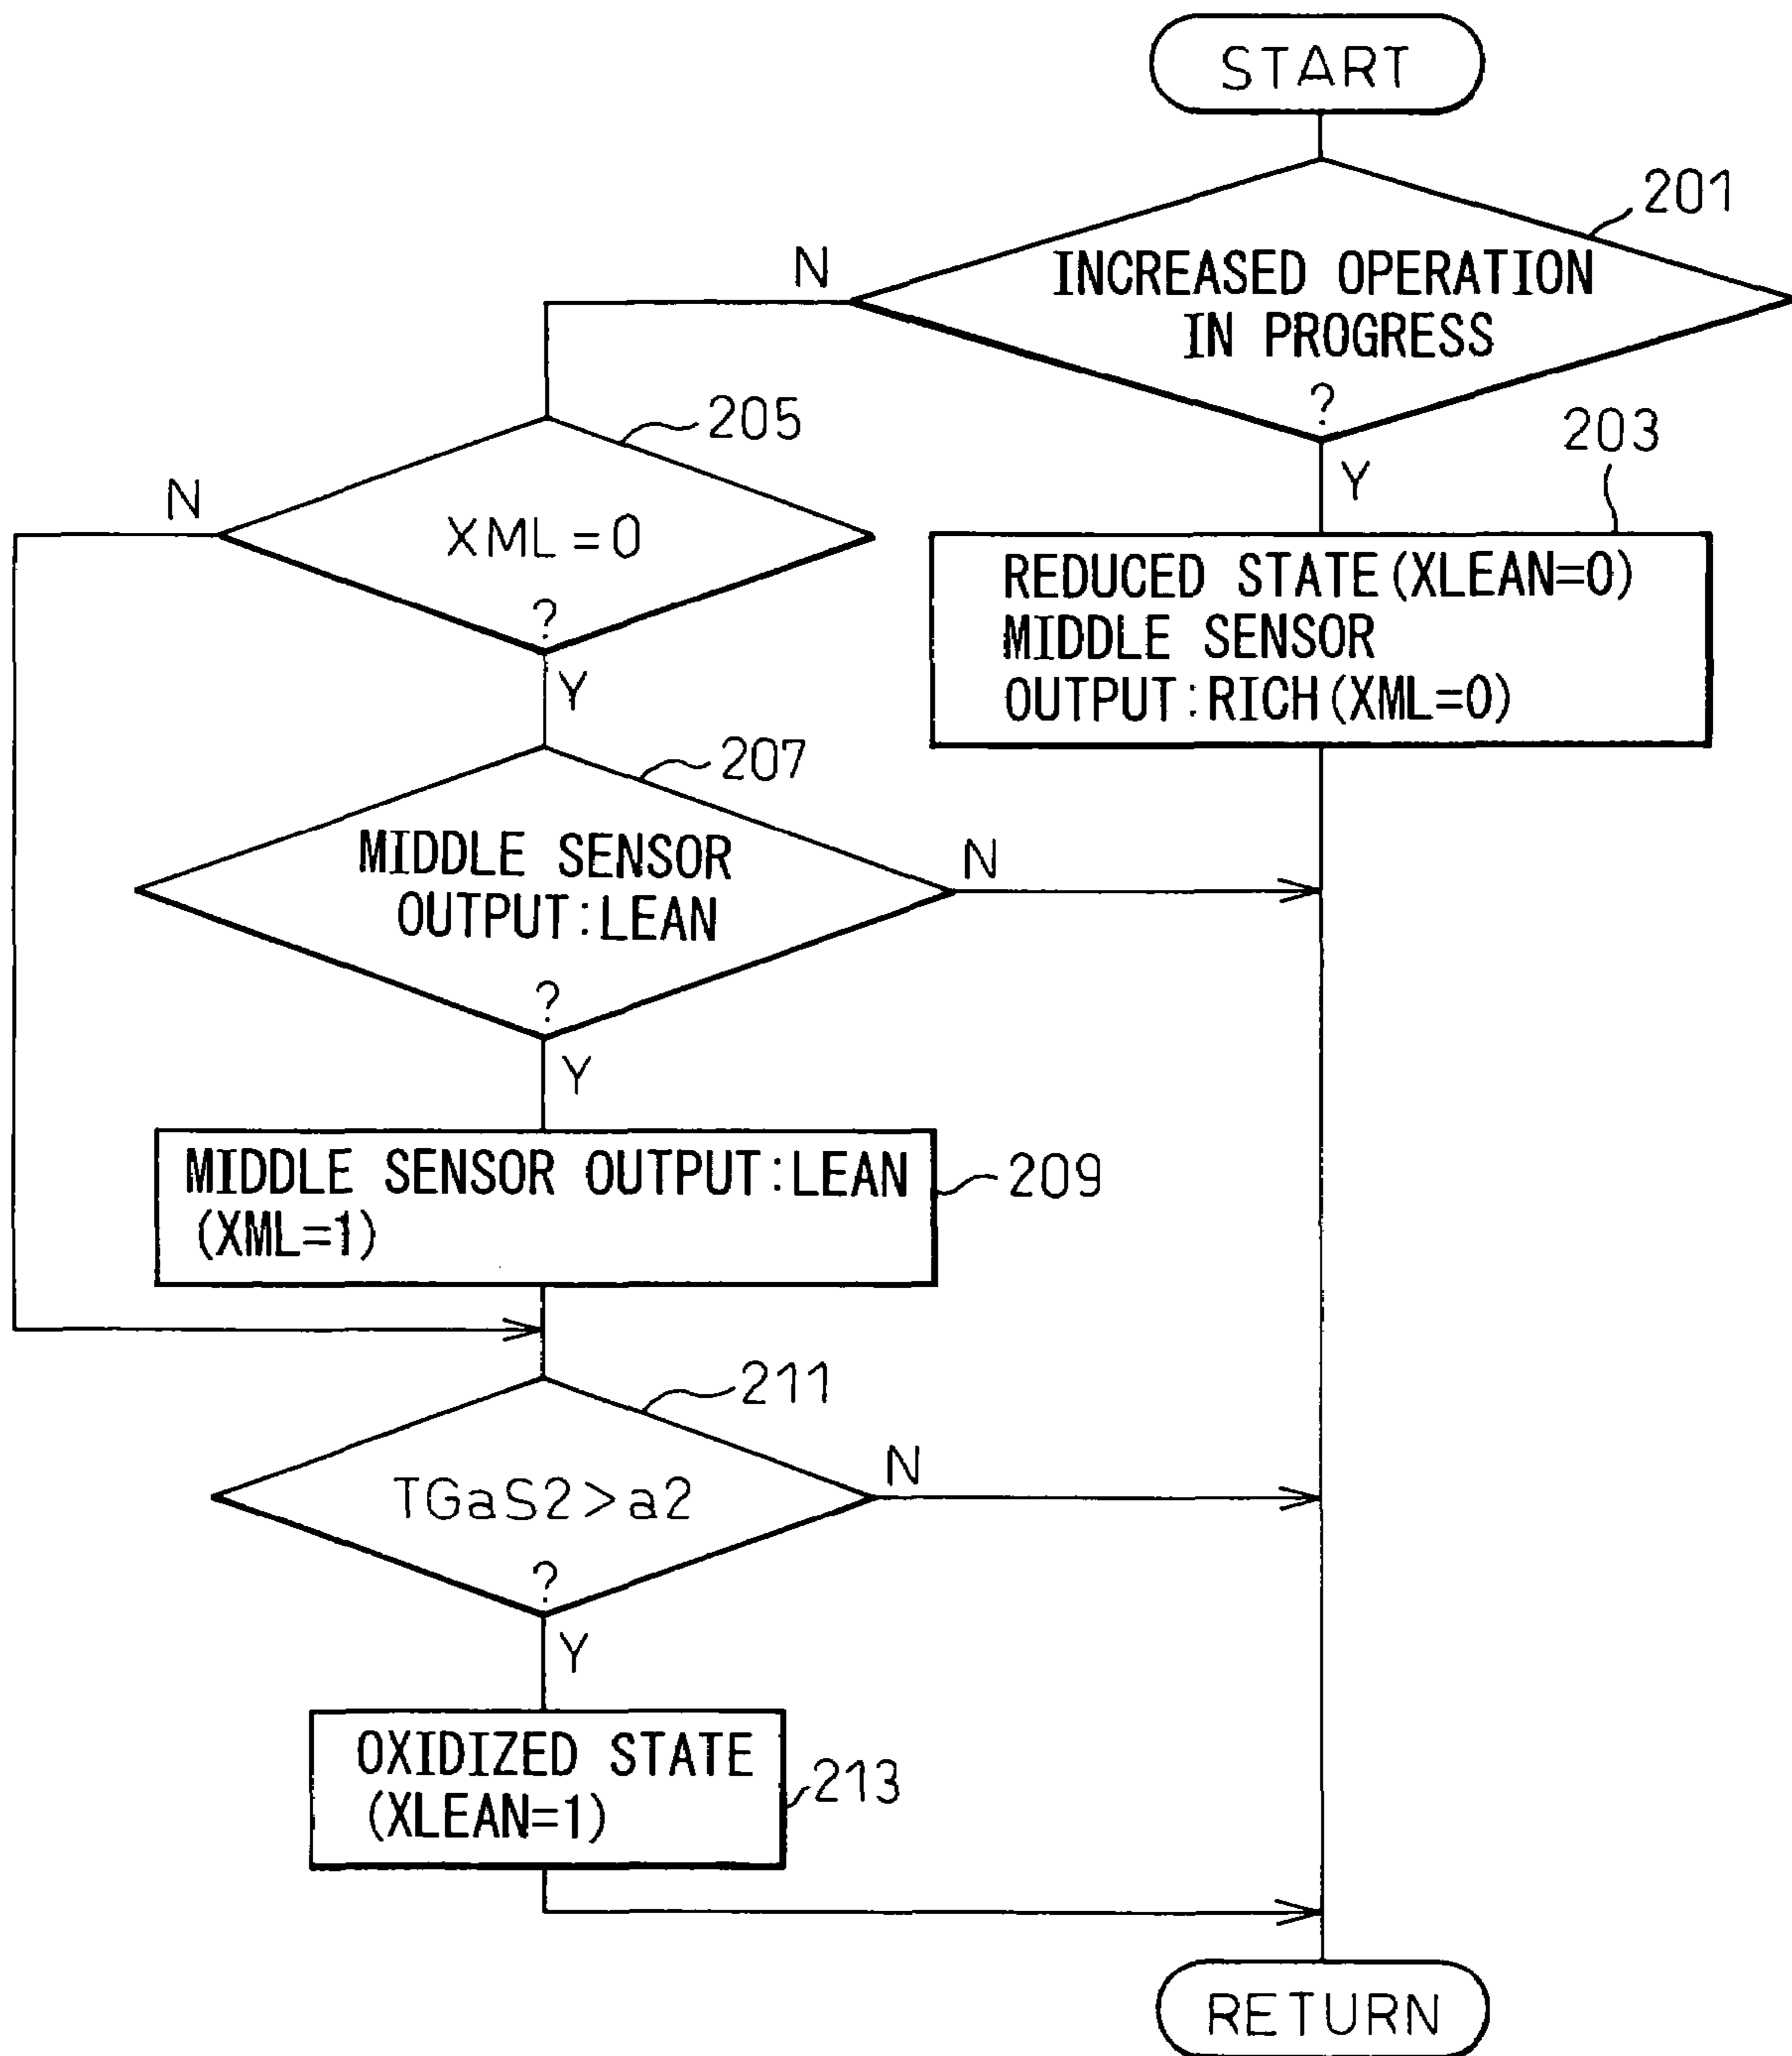 START
201
INCREASED OPERATION
IN PROGRESS
?
N
Y
203
REDUCED STATE(XLEAN=0)
MIDDLE SENSOR
OUTPUT:RICH(XML=0)
205
XML=0
?
N
Y
207
MIDDLE SENSOR
OUTPUT:LEAN
?
N
Y
MIDDLE SENSOR OUTPUT:LEAN
(XML=1)
209
211
TGaS2>a2
?
N
Y
OXIDIZED STATE
(XLEAN=1)
213
RETURN